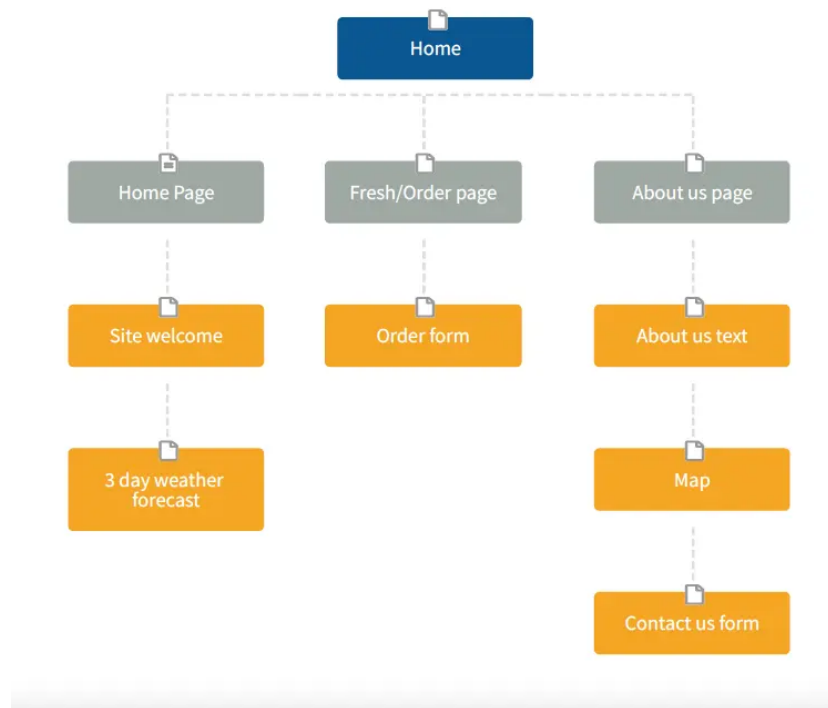 Home
Home Page
Fresh/Order page
About us page
Site welcome
Order form
About us text
3 day weather
forecast
Map
Contact us form